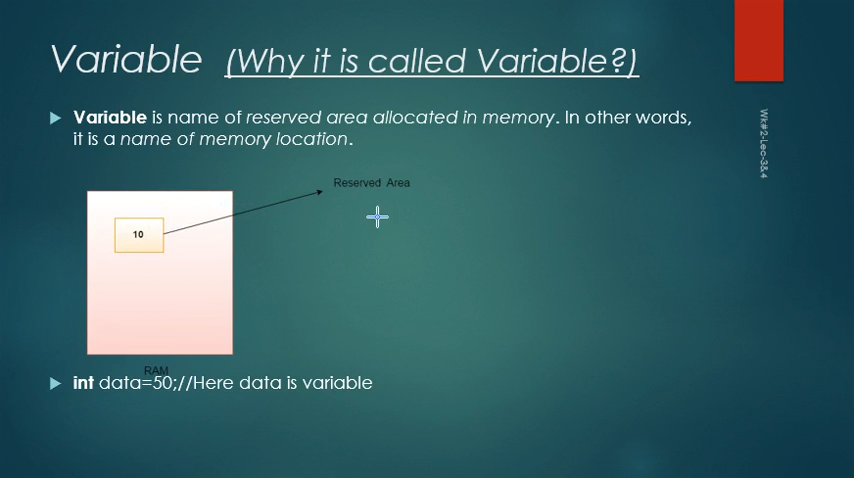 Variable (Why it is called Variable?)
Variable is name of reserved area allocated in memory. In other words,
it is a name of memory location.
Reserved Area
10
RAM
int data=50;//Here data is variable
Wk#2-Lec-3&4